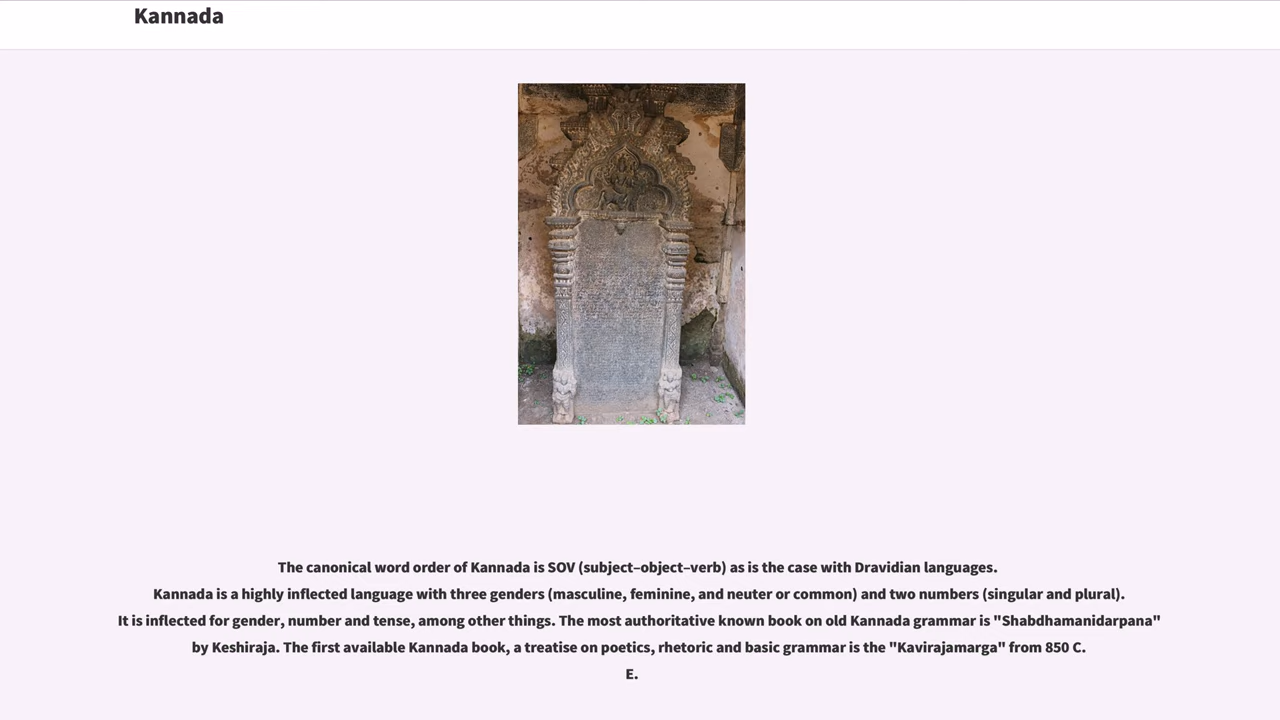 Kannada
The canonical word order of Kannada is SOV (subject–object–verb) as is the case with Dravidian languages.
Kannada is a highly inflected language with three genders (masculine, feminine, and neuter or common) and two numbers (singular and plural).
It is inflected for gender, number and tense, among other things. The most authoritative known book on old Kannada grammar is "Shabdhamanidarpana"
by Keshiraja. The first available Kannada book, a treatise on poetics, rhetoric and basic grammar is the "Kavirajamarga" from 850 C.
E.